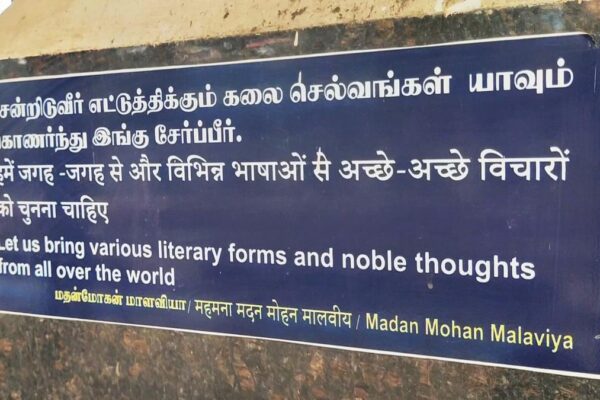 சென்றிடுவீர் எட்டுத்திக்கும் கலை செல்வங்கள் யாவும்
கொணர்ந்து இங்கு சேர்ப்பீர்.
हमें जगह -जगह से और विभिन्न भाषाओं से अच्छे-अच्छे विचारों
को चुनना चाहिए
Let us bring various literary forms and noble thoughts
from all over the world
மதன்மோகன் மாளவியா / महमना मदन मोहन मालवीय / Madan Mohan Malaviya